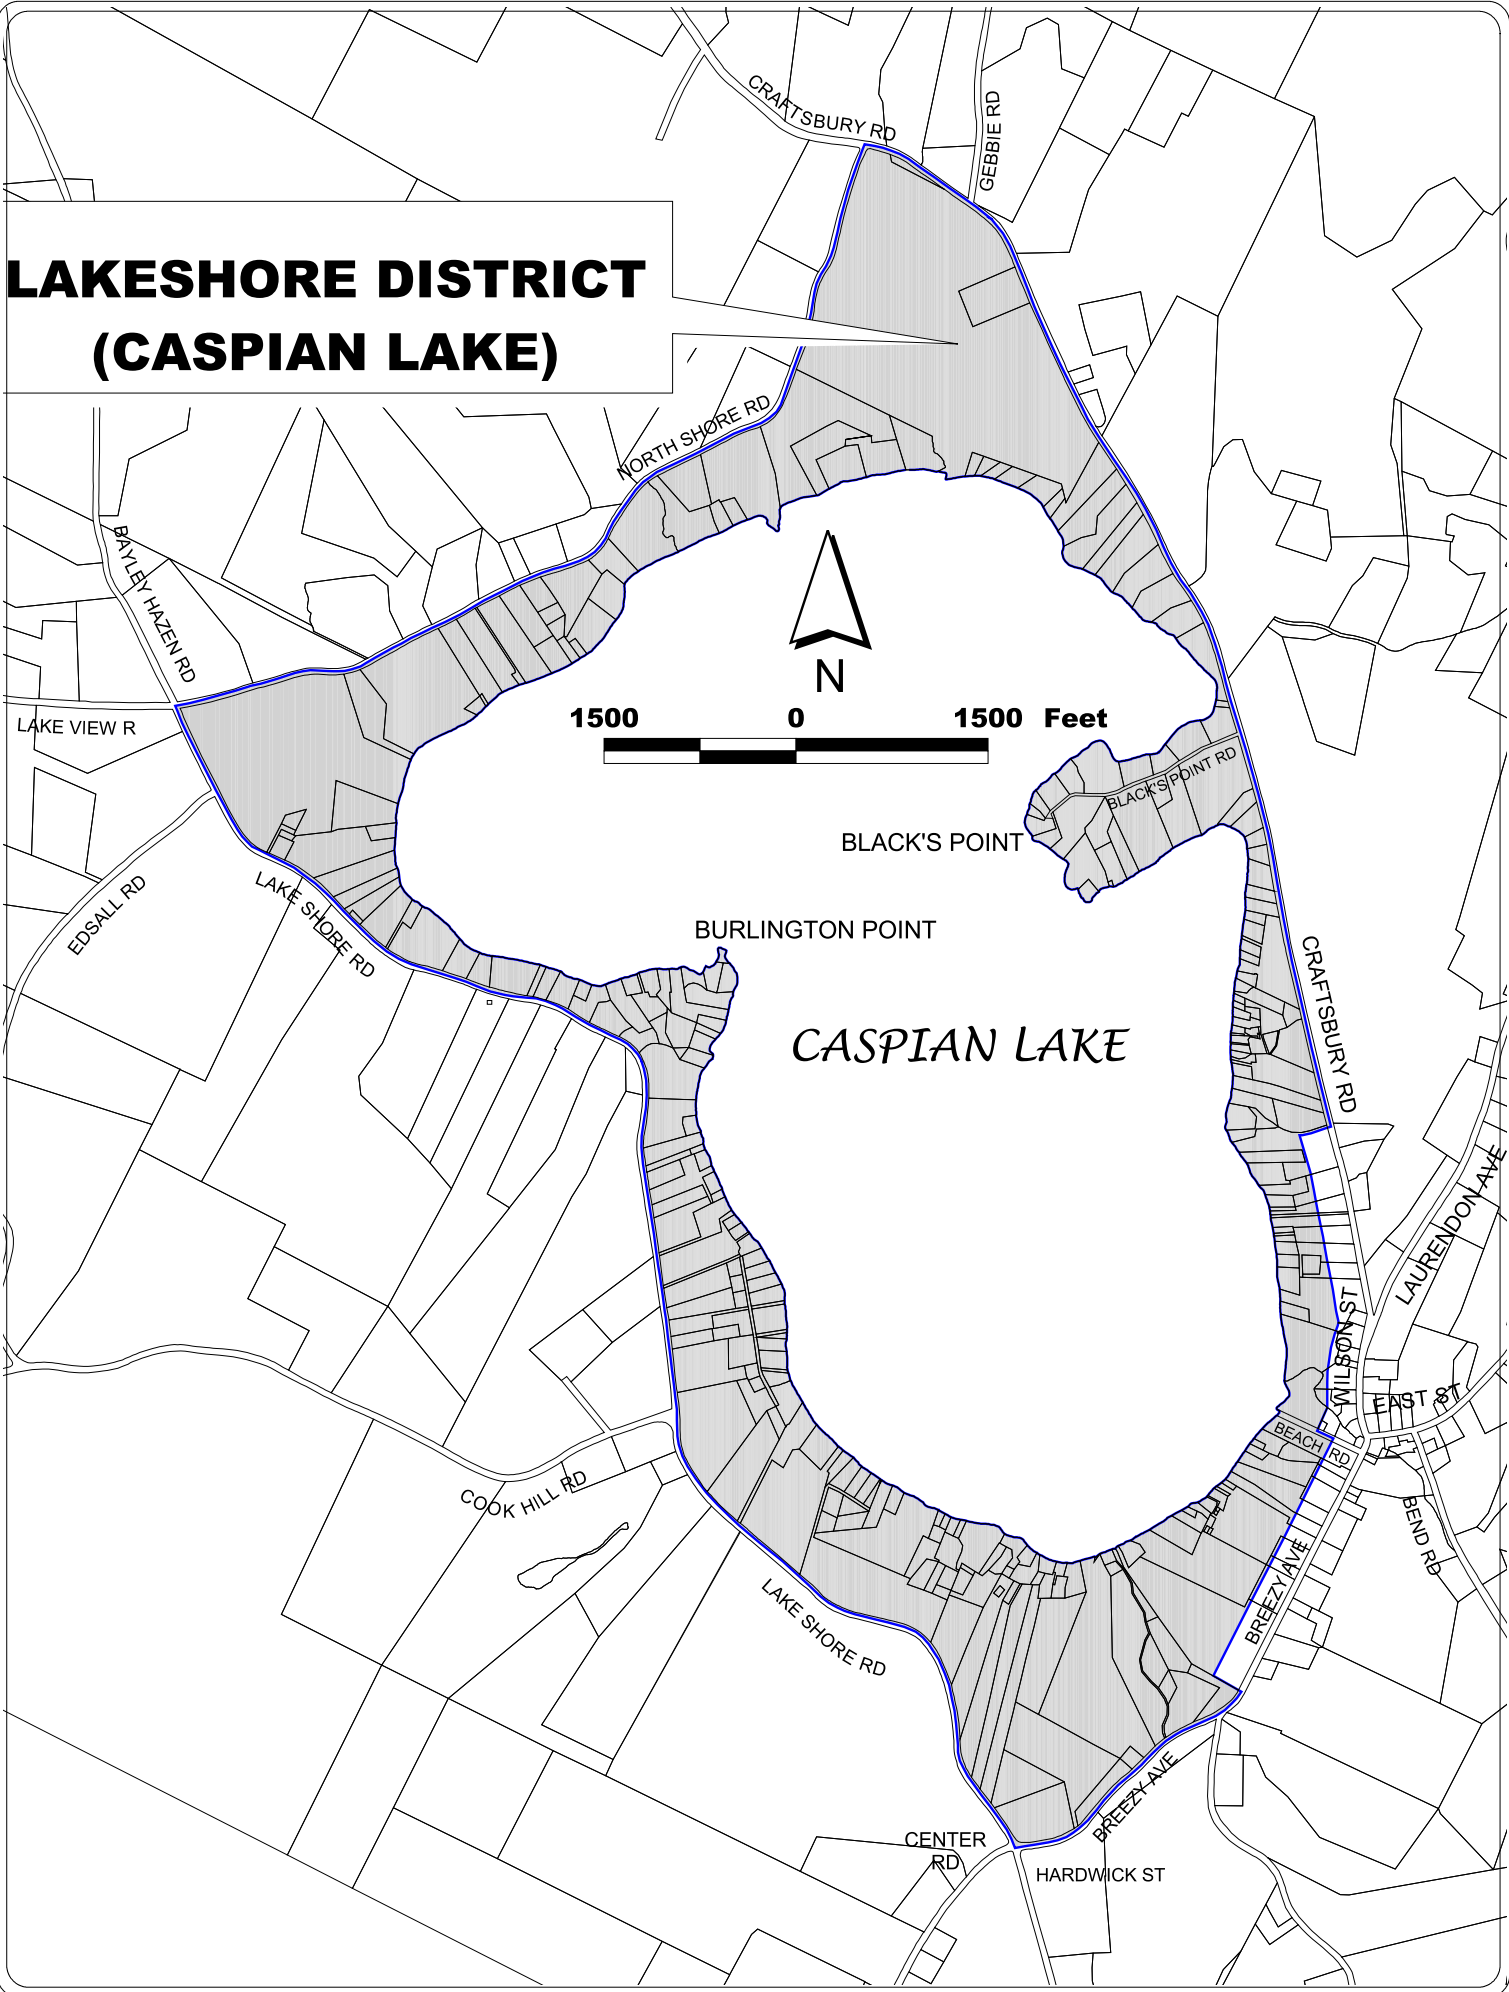 CRAFTSBURY RD
GEBBIE RD
LAKESHORE DISTRICT
(CASPIAN LAKE)
NORTH SHORE RD
BAYLEY HAZEN RD
N
1500 0 1500 Feet
LAKE VIEW R
BLACK'S POINT RD
BLACK'S POINT
EDSALL RD
LAKE SHORE RD
BURLINGTON POINT
CASPIAN LAKE
CRAFTSBURY RD
LAURENDON AVE
WILSON ST
EAST ST
BEACH RD
COOK HILL RD
BEND RD
BREEZY AVE
LAKE SHORE RD
BREEZY AVE
CENTER
RD
HARDWICK ST